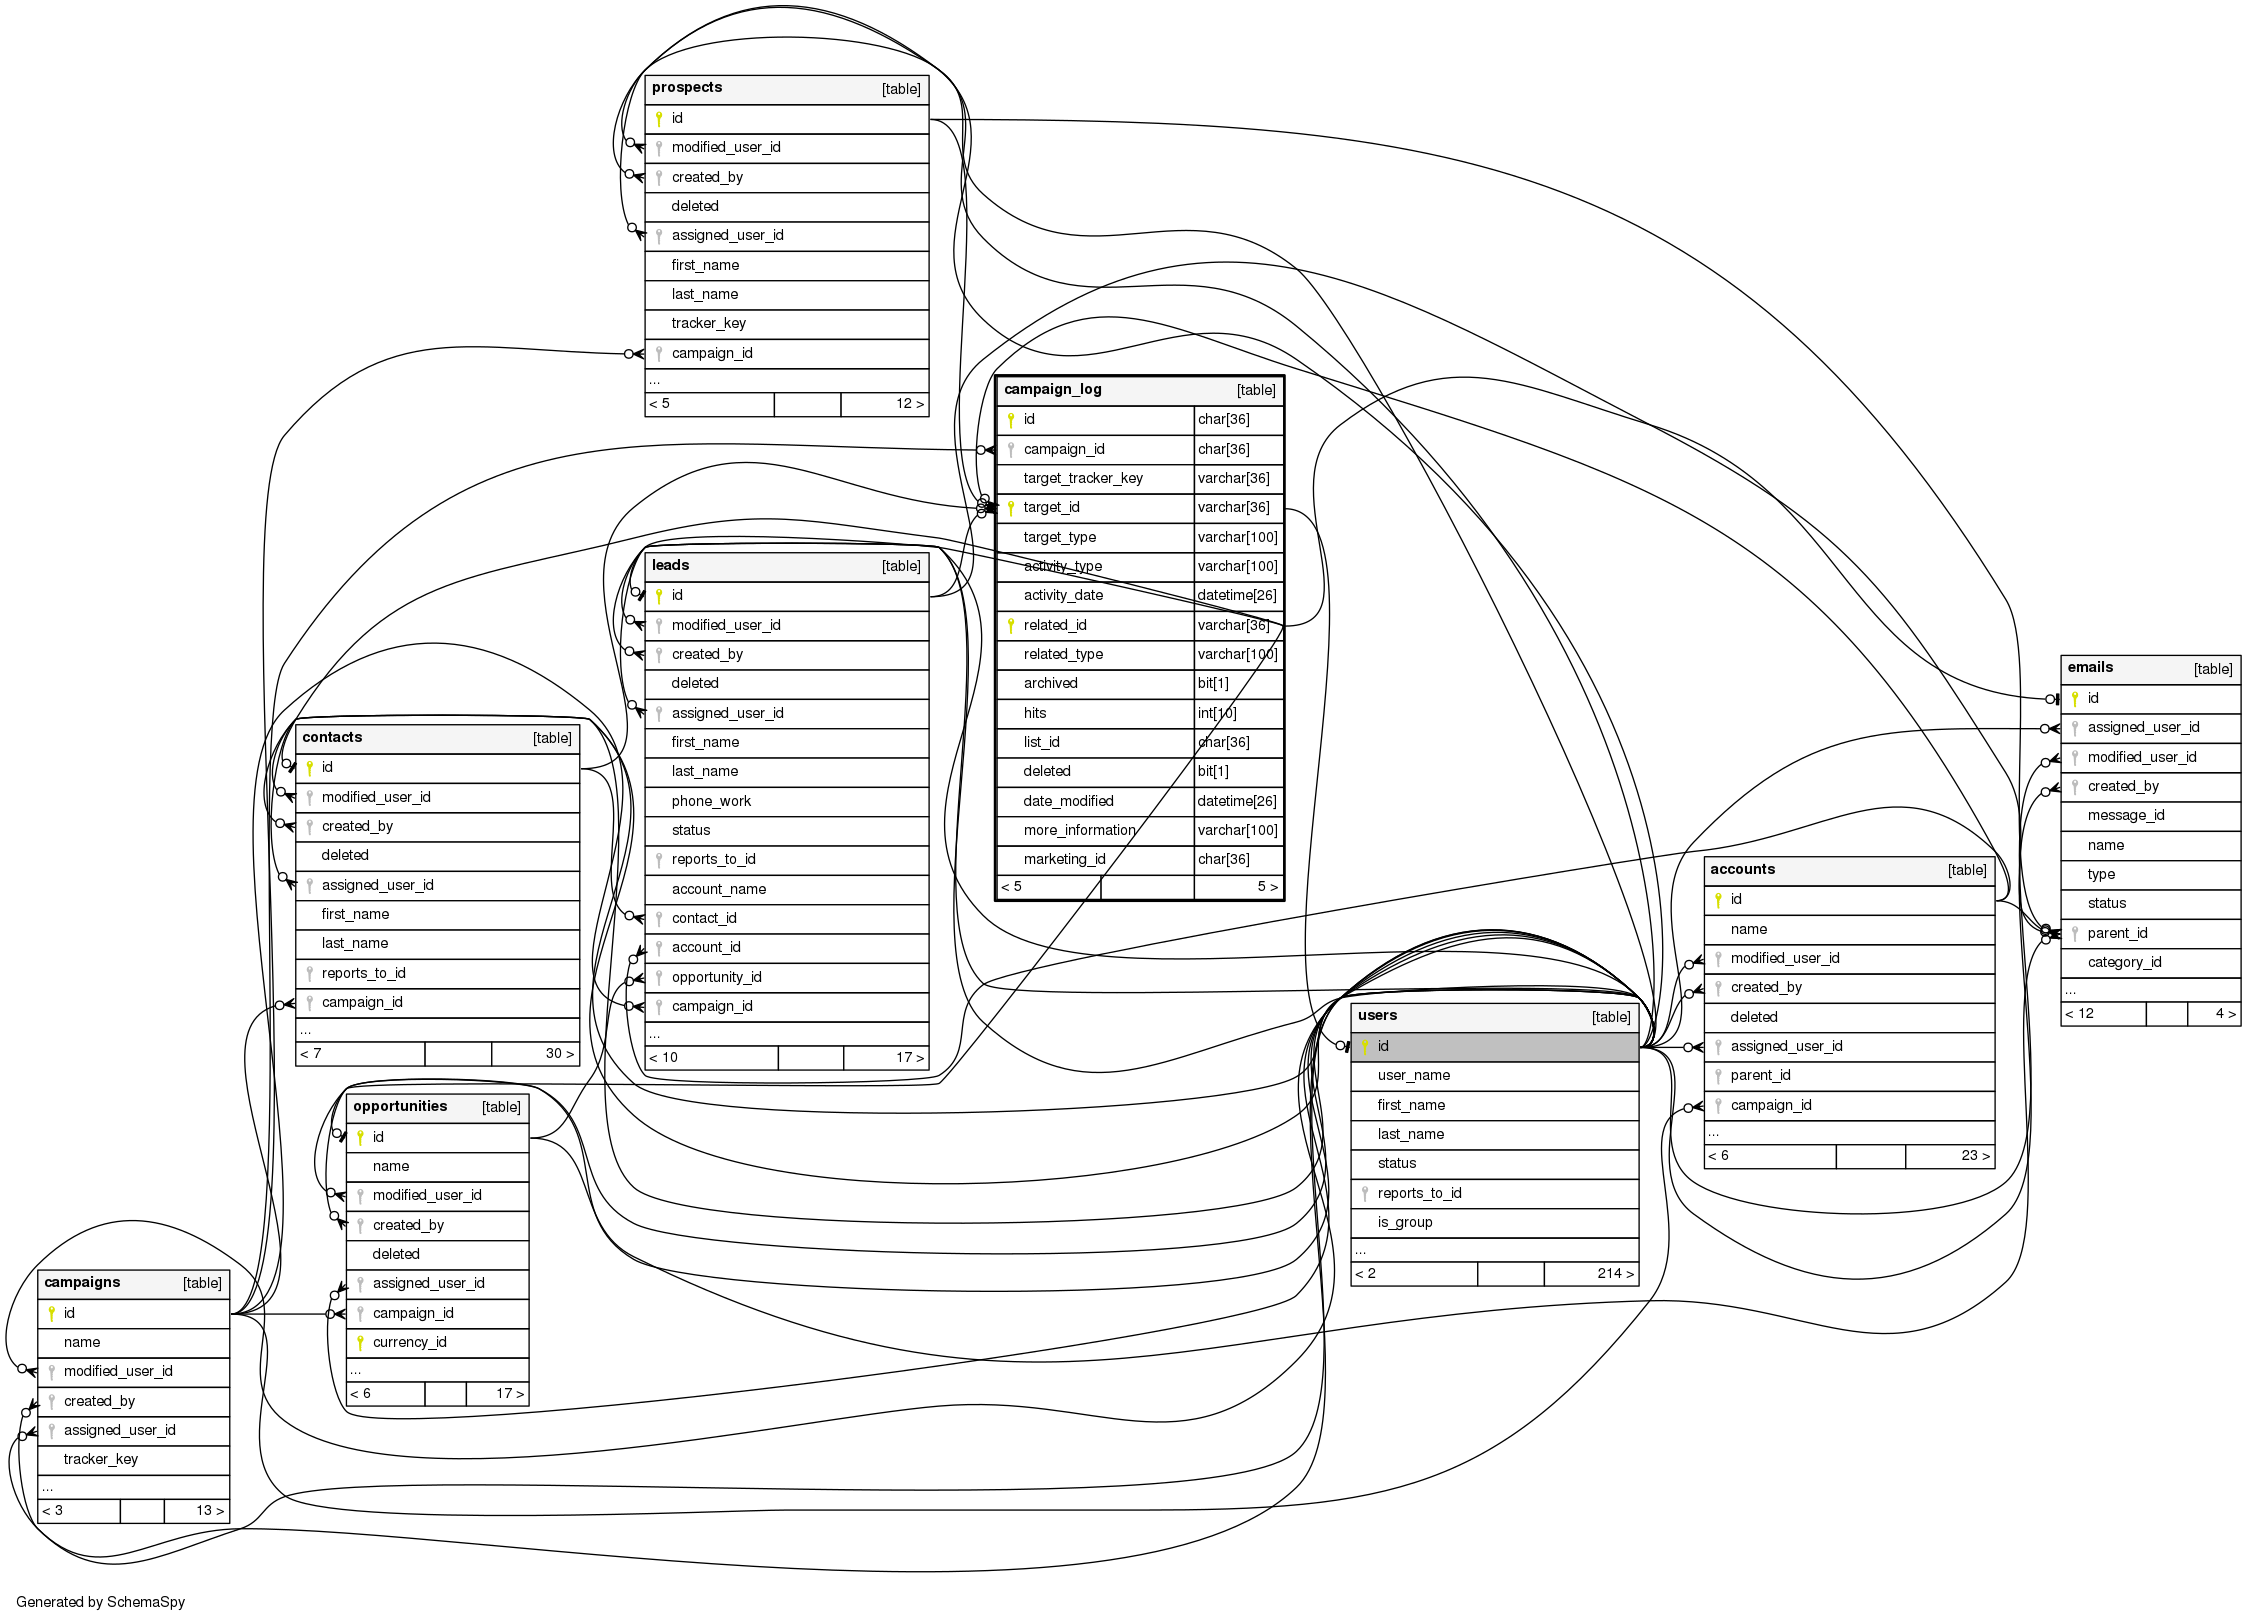 prospects [table]
id
modified_user_id
created_by
deleted
assigned_user_id
first_name
last_name
tracker_key
campaign_id
...
< 5 12 >
campaign_log [table]
id char[36]
campaign_id char[36]
target_tracker_key varchar[36]
target_id varchar[36]
target_type varchar[100]
activity_type varchar[100]
activity_date datetime[26]
related_id varchar[36]
related_type varchar[100]
archived bit[1]
hits int[10]
list_id char[36]
deleted bit[1]
date_modified datetime[26]
more_information varchar[100]
marketing_id char[36]
< 5 5 >
leads [table]
id
modified_user_id
created_by
deleted
assigned_user_id
first_name
last_name
phone_work
status
reports_to_id
account_name
contact_id
account_id
opportunity_id
campaign_id
...
< 10 17 >
contacts [table]
id
modified_user_id
created_by
deleted
assigned_user_id
first_name
last_name
reports_to_id
campaign_id
...
< 7 30 >
emails [table]
id
assigned_user_id
modified_user_id
created_by
message_id
name
type
status
parent_id
category_id
...
< 12 4 >
accounts [table]
id
name
modified_user_id
created_by
deleted
assigned_user_id
parent_id
campaign_id
...
< 6 23 >
users [table]
id
user_name
first_name
last_name
status
reports_to_id
is_group
...
< 2 214 >
opportunities [table]
id
name
modified_user_id
created_by
deleted
assigned_user_id
campaign_id
currency_id
...
< 6 17 >
campaigns [table]
id
name
modified_user_id
created_by
assigned_user_id
tracker_key
...
< 3 13 >
Generated by SchemaSpy